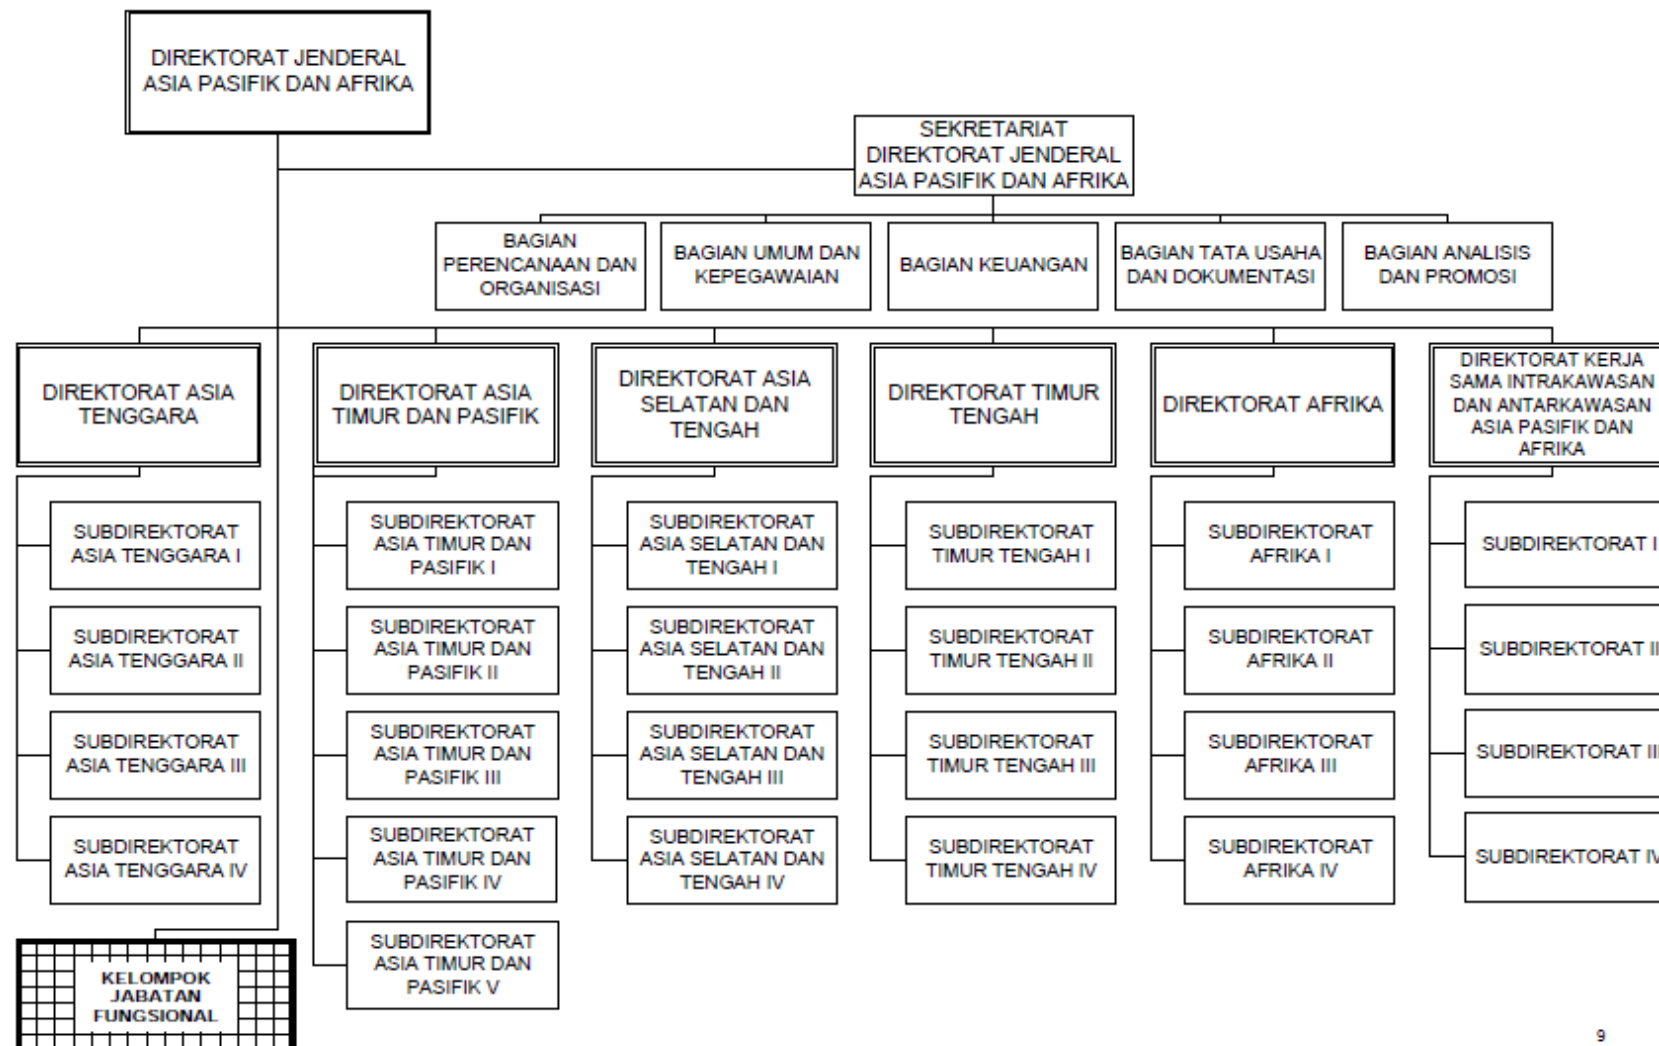 DIREKTORAT JENDERAL
ASIA PASIFIK DAN AFRIKA
SEKRETARIAT
DIREKTORAT JENDERAL
ASIA PASIFIK DAN AFRIKA
BAGIAN
PERENCANAAN DAN
ORGANISASI
BAGIAN UMUM DAN
KEPEGAWAIAN
BAGIAN KEUANGAN
BAGIAN TATA USAHA
DAN DOKUMENTASI
BAGIAN ANALISIS
DAN PROMOSI
DIREKTORAT ASIA
TENGGARA
DIREKTORAT ASIA
TIMUR DAN PASIFIK
DIREKTORAT ASIA
SELATAN DAN
TENGAH
DIREKTORAT TIMUR
TENGAH
DIREKTORAT AFRIKA
DIREKTORAT KERJA
SAMA INTRAKAWASAN
DAN ANTARKAWASAN
ASIA PASIFIK DAN
AFRIKA
SUBDIREKTORAT
ASIA TENGGARA I
SUBDIREKTORAT
ASIA TIMUR DAN
PASIFIK I
SUBDIREKTORAT
ASIA SELATAN DAN
TENGAH I
SUBDIREKTORAT
TIMUR TENGAH I
SUBDIREKTORAT
AFRIKA I
SUBDIREKTORAT I
SUBDIREKTORAT
ASIA TENGGARA II
SUBDIREKTORAT
ASIA TIMUR DAN
PASIFIK II
SUBDIREKTORAT
ASIA SELATAN DAN
TENGAH II
SUBDIREKTORAT
TIMUR TENGAH II
SUBDIREKTORAT
AFRIKA II
SUBDIREKTORAT II
SUBDIREKTORAT
ASIA TENGGARA III
SUBDIREKTORAT
ASIA TIMUR DAN
PASIFIK III
SUBDIREKTORAT
ASIA SELATAN DAN
TENGAH III
SUBDIREKTORAT
TIMUR TENGAH III
SUBDIREKTORAT
AFRIKA III
SUBDIREKTORAT III
SUBDIREKTORAT
ASIA TENGGARA IV
SUBDIREKTORAT
ASIA TIMUR DAN
PASIFIK IV
SUBDIREKTORAT
ASIA SELATAN DAN
TENGAH IV
SUBDIREKTORAT
TIMUR TENGAH IV
SUBDIREKTORAT
AFRIKA IV
SUBDIREKTORAT IV
SUBDIREKTORAT
ASIA TIMUR DAN
PASIFIK V
KELOMPOK
JABATAN
FUNGSIONAL
9